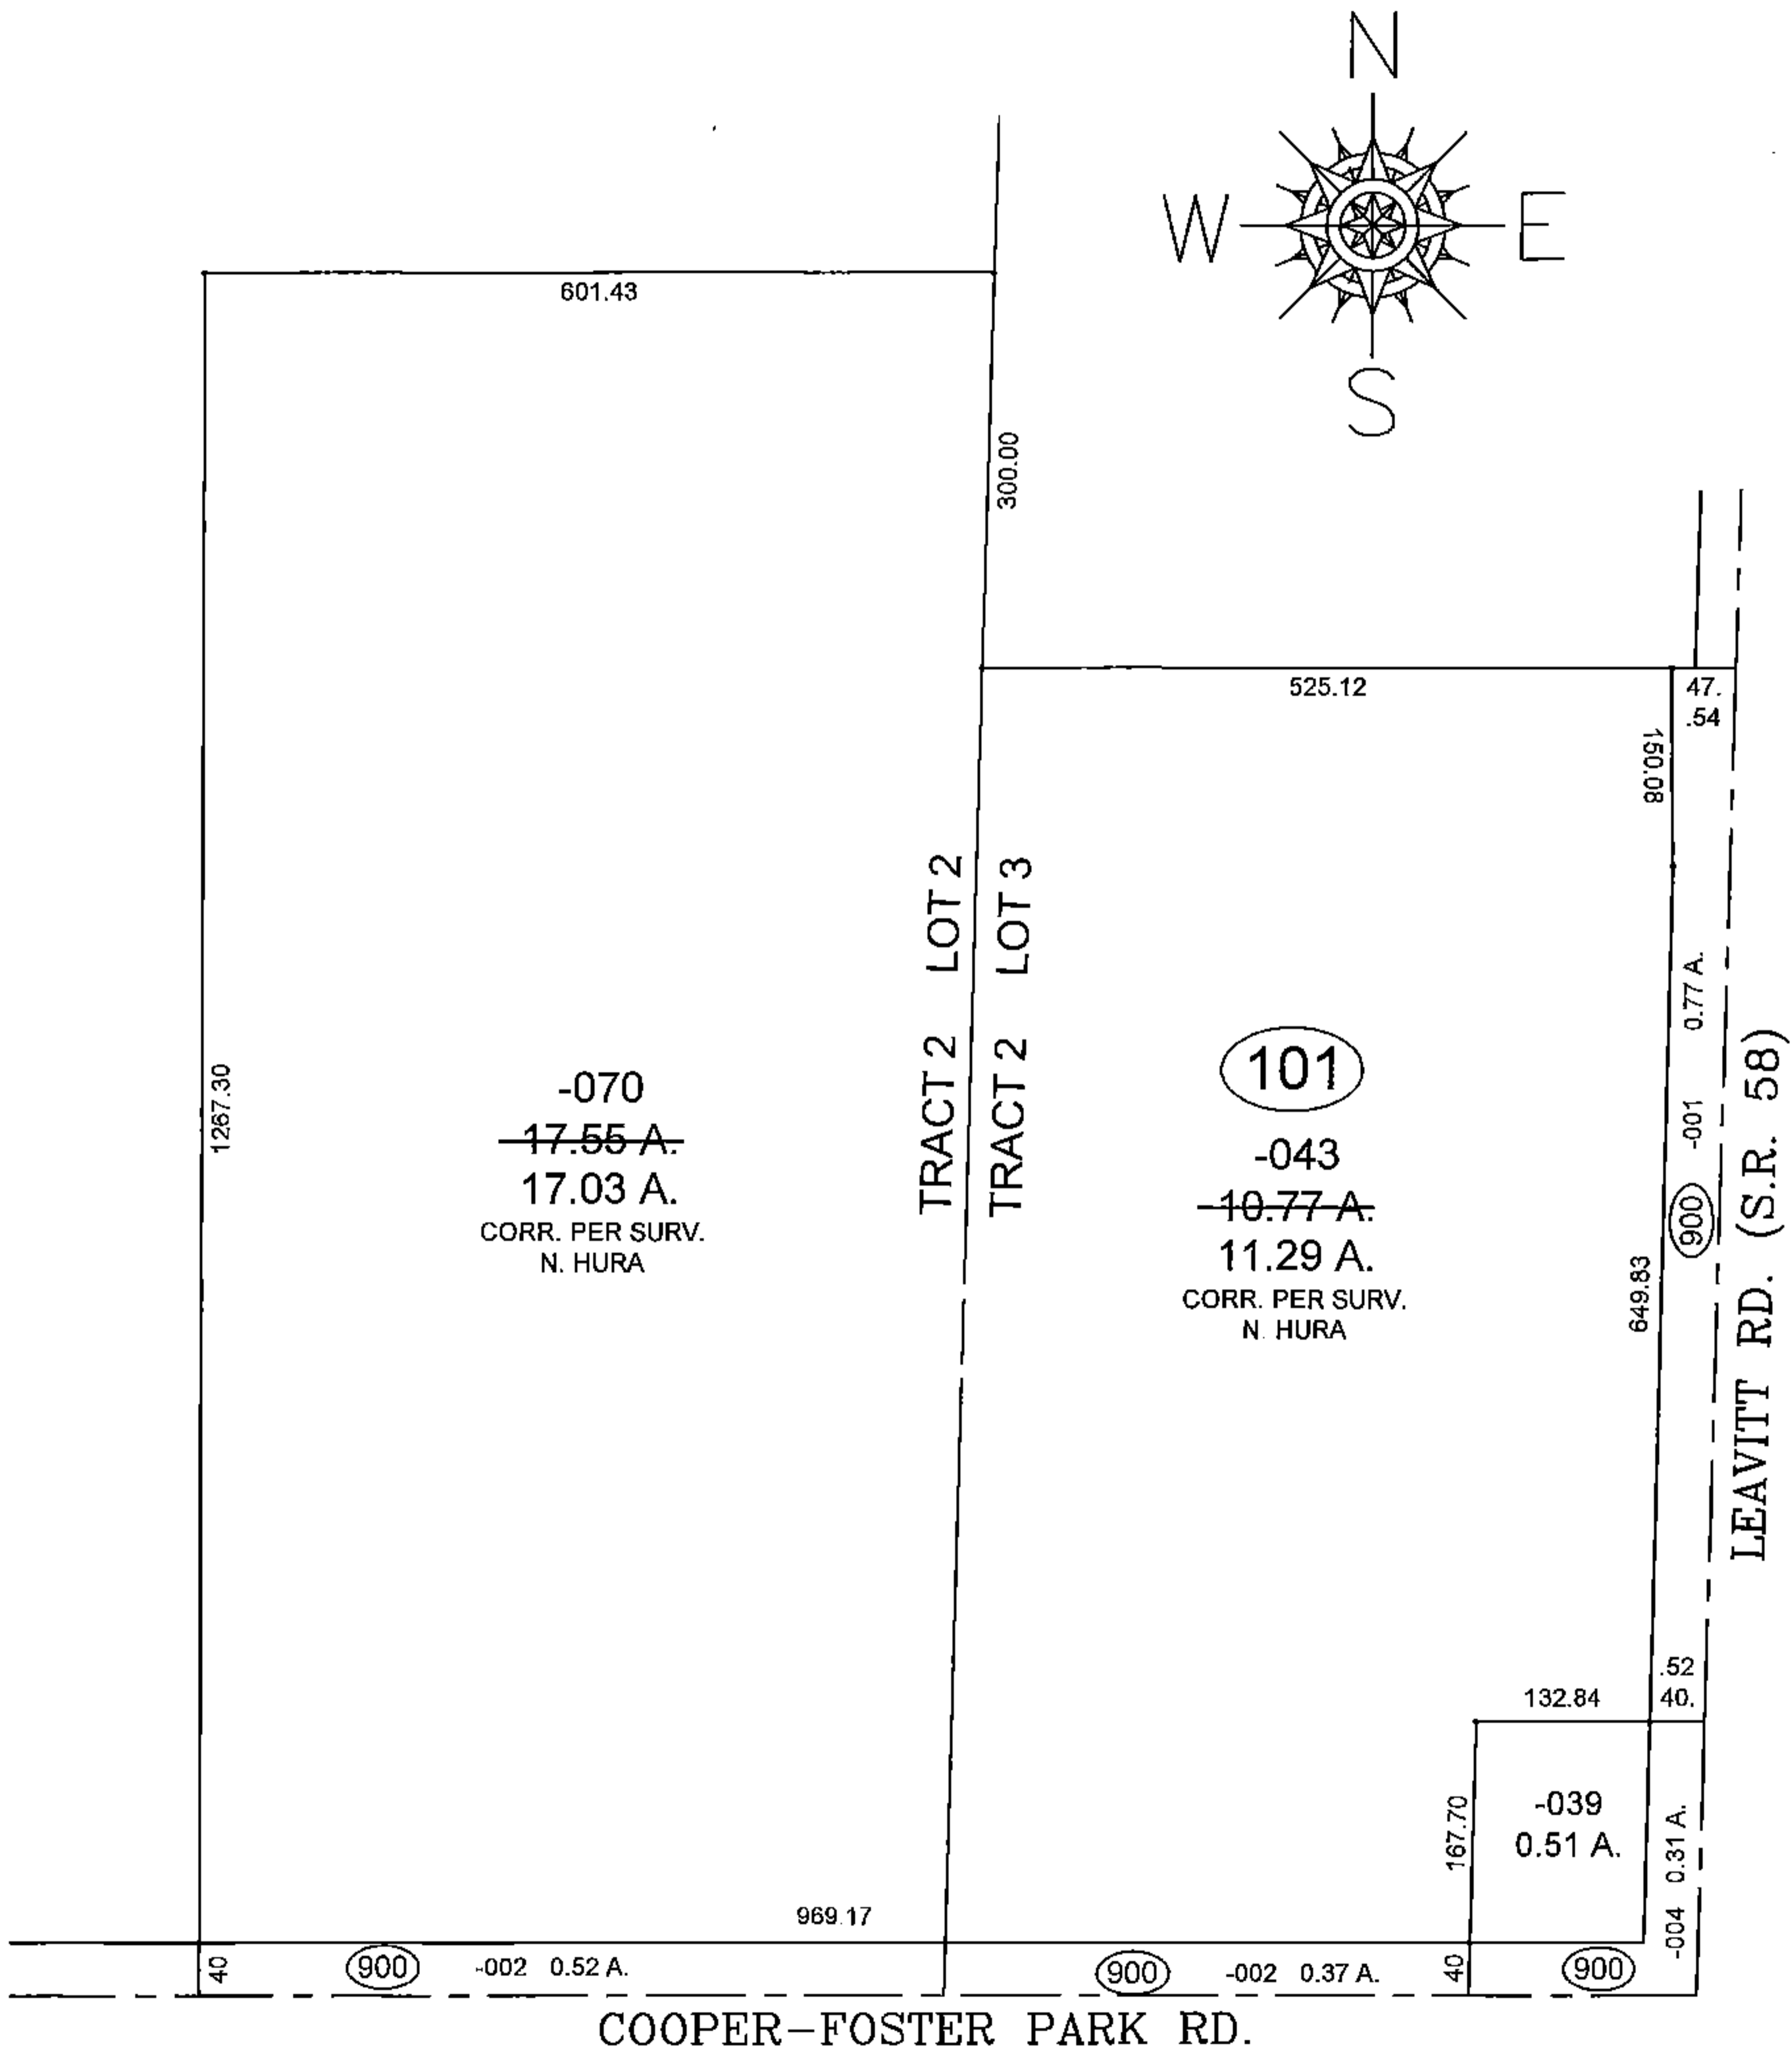 N
W
E
S
601.43
300.00
525.12
47.
.54
150.08
TRACT 2 LOT 2
TRACT 2 LOT 3
1267.30
-070
17.55 A.
17.03 A.
CORR. PER SURV.
N. HURA
101
-043
10.77 A.
11.29 A.
CORR. PER SURV.
N. HURA
900 -001 0.77 A.
649.83
LEAVITT RD. (S.R. 58)
.52
40.
132.84
167.70
-039
0.51 A.
-004 0.31 A.
969.17
40
900 -002 0.52 A.
900 -002 0.37 A.
40
900
COOPER-FOSTER PARK RD.